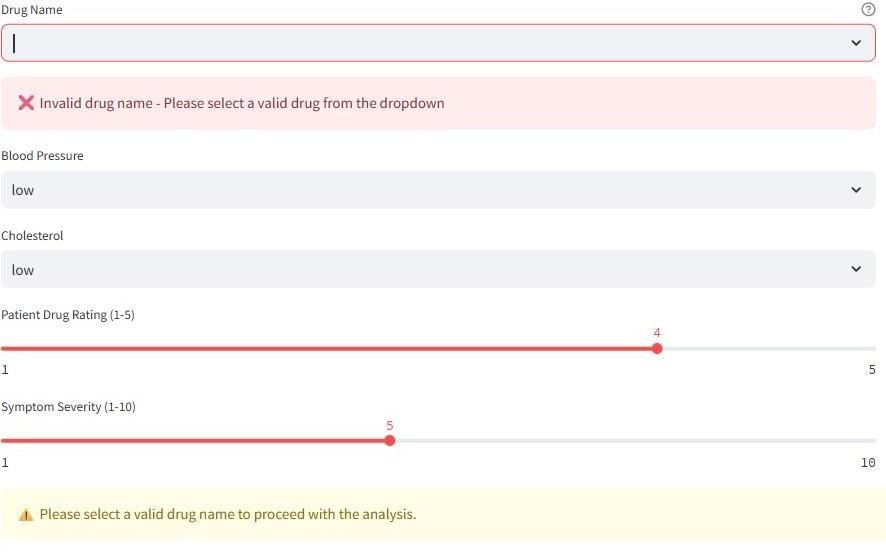 Drug Name
Invalid drug name - Please select a valid drug from the dropdown
Blood Pressure
low
Cholesterol
low
Patient Drug Rating (1-5)
4
1 5
Symptom Severity (1-10)
5
1 10
Please select a valid drug name to proceed with the analysis.